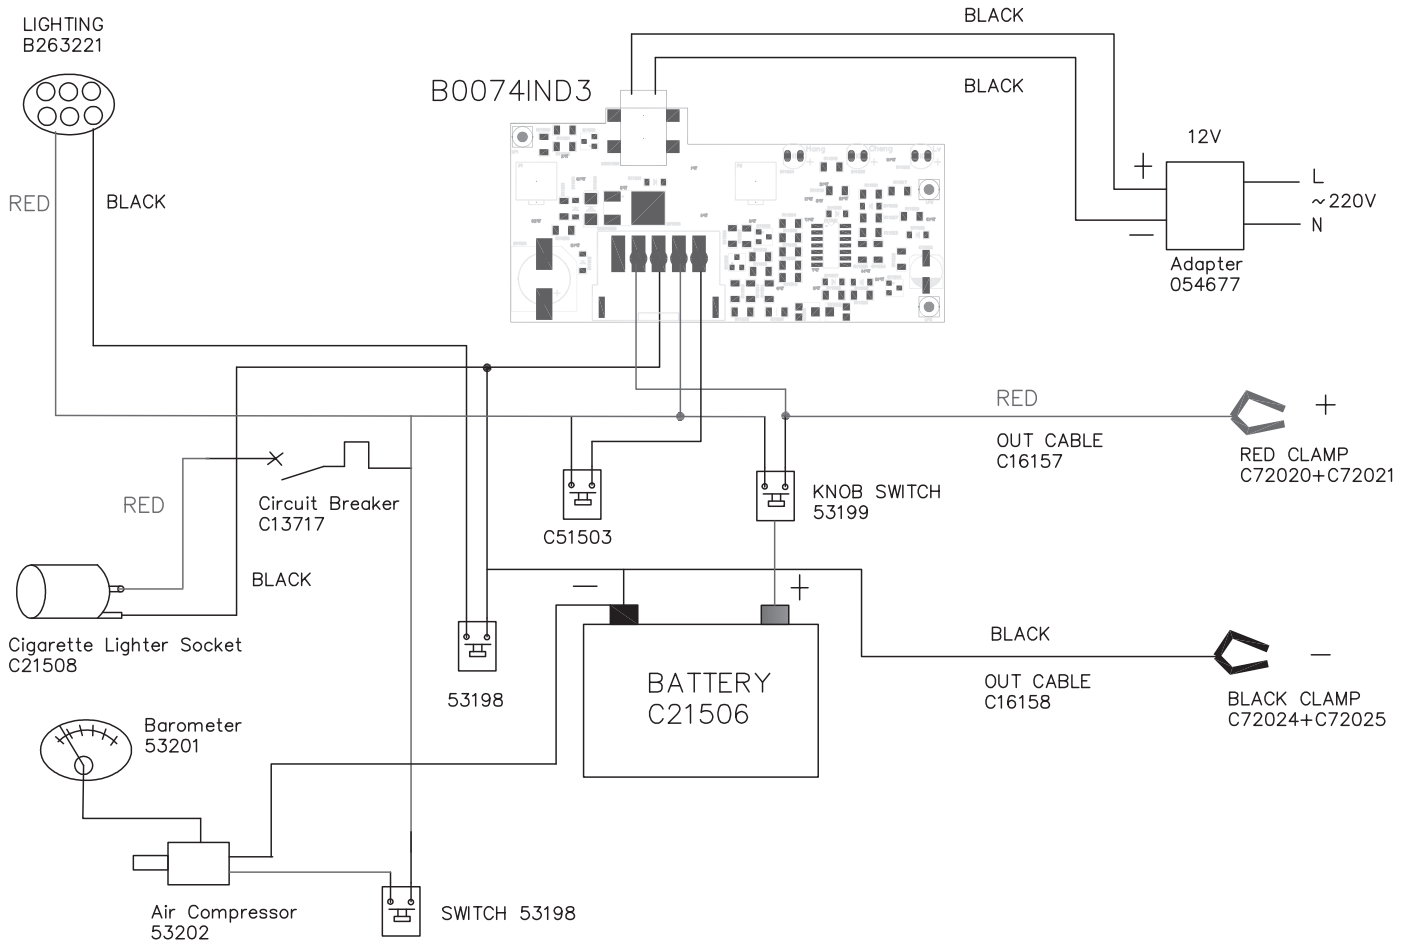 LIGHTING
B263221
BLACK
B0074IND3
BLACK
12V
+
L
~220V
N
−
RED
BLACK
Adapter
054677
RED
+
OUT CABLE
C16157
RED CLAMP
C72020+C72021
RED
Circuit Breaker
C13717
KNOB SWITCH
53199
C51503
BLACK
−
+
Cigarette Lighter Socket
C21508
BLACK
−
OUT CABLE
C16158
BLACK CLAMP
C72024+C72025
BATTERY
C21506
53198
Barometer
53201
Air Compressor
53202
SWITCH 53198